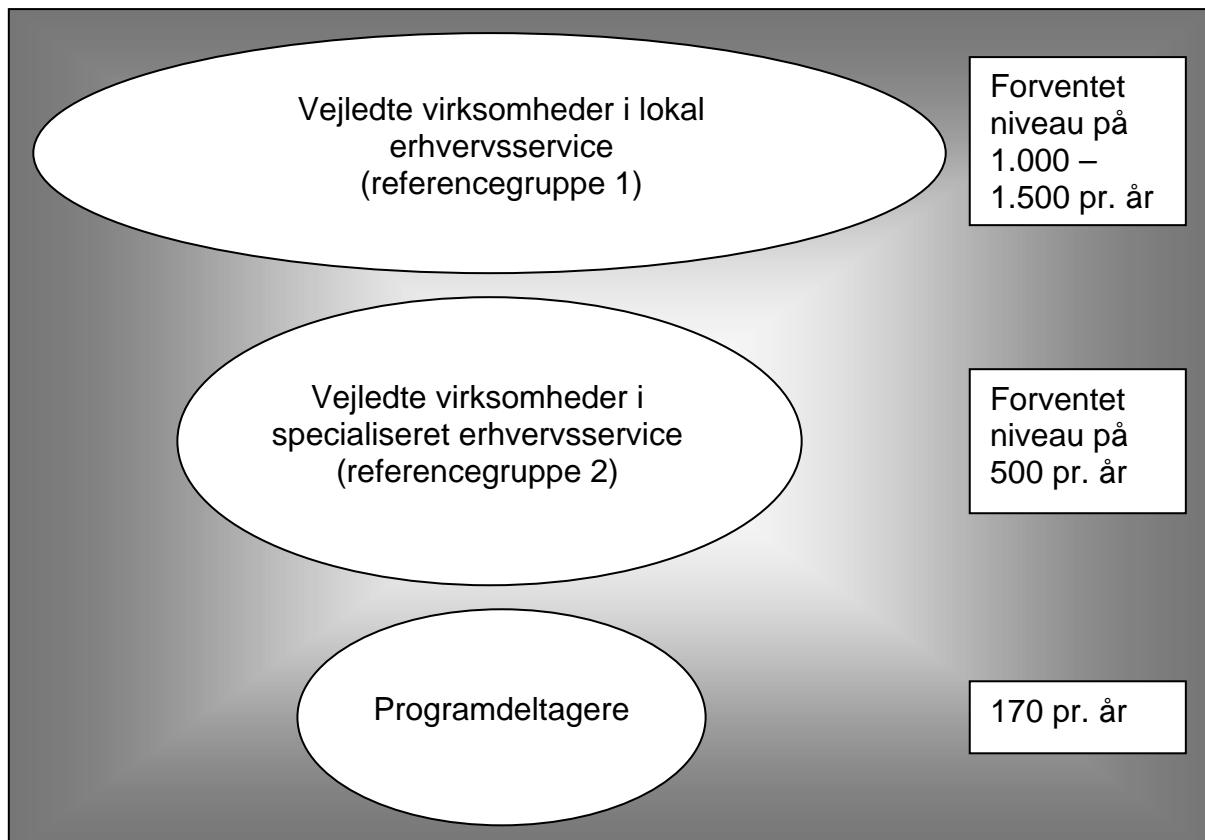 Vejledte virksomheder i lokal
erhvervsservice
(referencegruppe 1)
Forventet
niveau på
1.000 –
1.500 pr. år
Vejledte virksomheder i
specialiseret erhvervsservice
(referencegruppe 2)
Forventet
niveau på
500 pr. år
Programdeltagere
170 pr. år